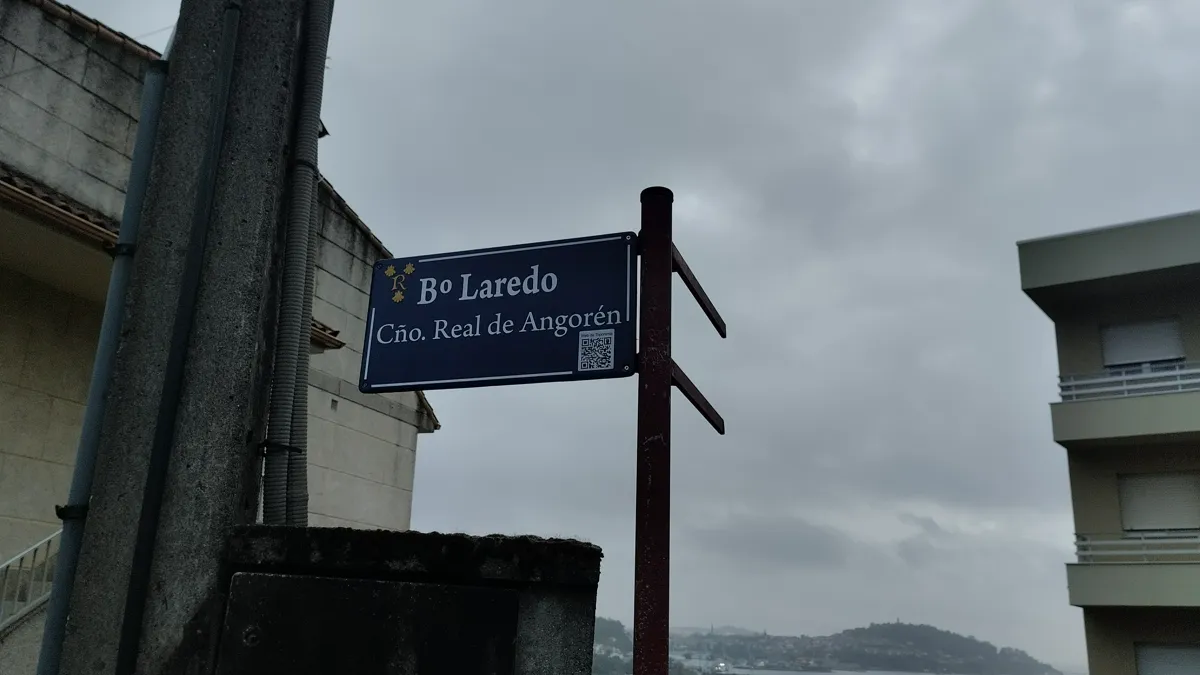 R
Bº Laredo
Cño. Real de Angorén